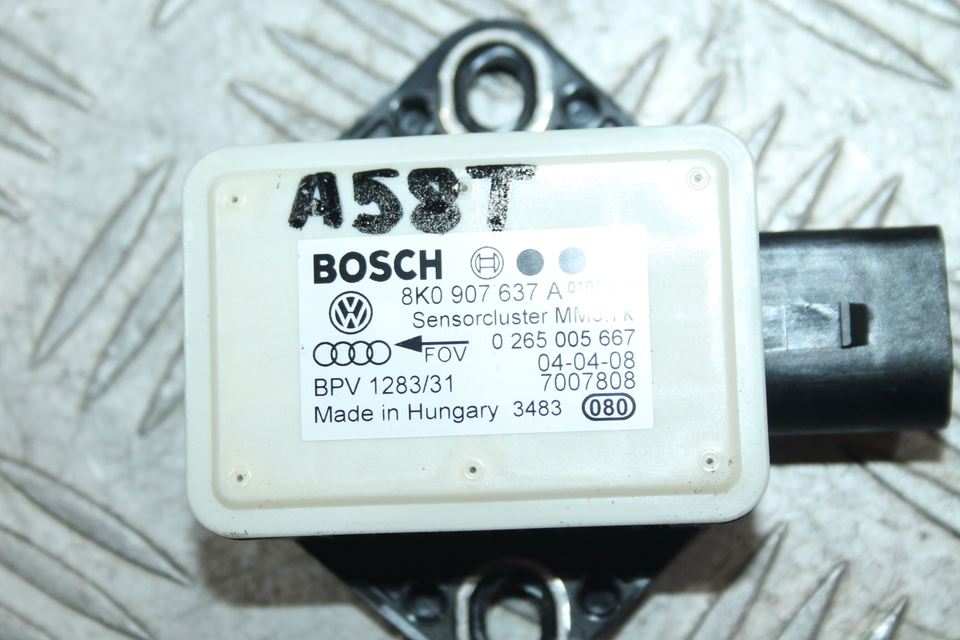 A58T
BOSCH
8K0 907 637 A
Sensorcluster
0 265 005 667
FOV
04-04-08
BPV 1283/31 7007808
Made in Hungary 3483 080